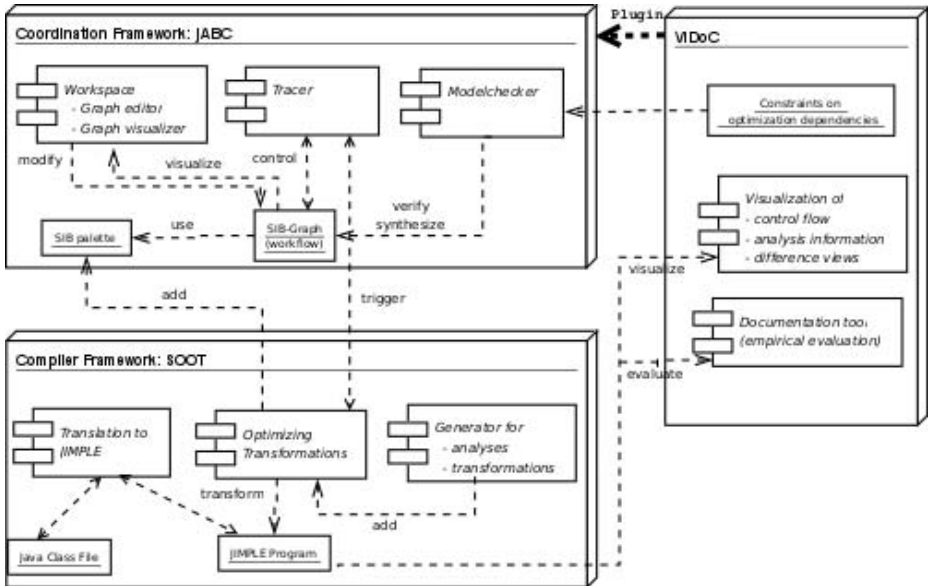 Plugin
Coordination Framework: JABC
ViDoC
Workspace
- Graph editor
- Graph visualizer
Tracer
Modelchecker
Constraints on
optimization dependencies
modify
visualize
control
verify
synthesize
SIB palette
use
SIB-Graph
(workflow)
Visualization of
- control flow
- analysis information
- difference views
visualize
add
trigger
Documentation tool
(empirical evaluation)
evaluate
Compiler Framework: SOOT
Translation to
JIMPLE
Optimizing
Transformations
Generator for
- analyses
- transformations
transform
add
Java Class File
JIMPLE Program